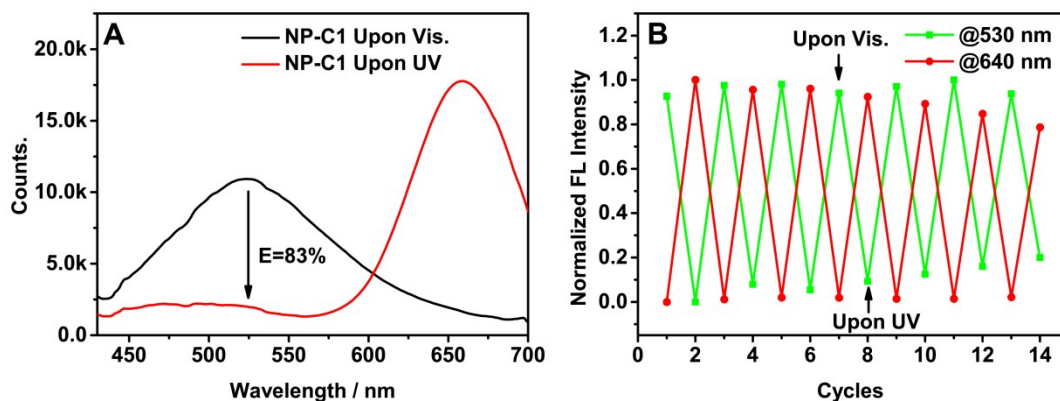 A
NP-C1 Upon Vis.
NP-C1 Upon UV
20.0k
15.0k
10.0k
5.0k
0.0
Counts.
E=83%
450
500
550
600
650
700
Wavelength / nm
B
Upon Vis.
@530 nm
@640 nm
1.0
0.8
0.6
0.4
0.2
0.0
Normalized FL Intensity
Upon UV
0
2
4
6
8
10
12
14
Cycles